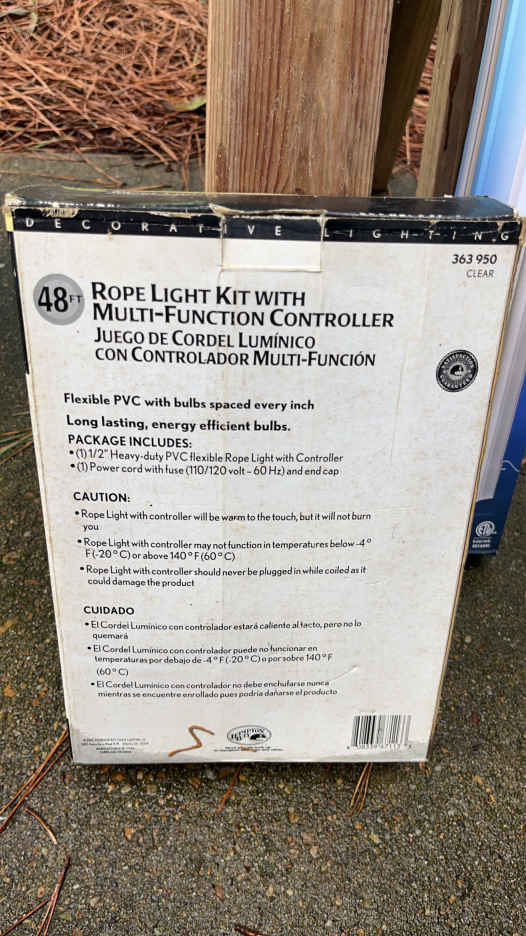 DECORATIVE LIGHTING
363 950
CLEAR
48FT
ROPE LIGHT KIT WITH
MULTI-FUNCTION CONTROLLER
JUEGO DE CORDEL LUMÍNICO
CON CONTROLADOR MULTI-FUNCIÓN
SATISFACTION
GUARANTEED
Flexible PVC with bulbs spaced every inch
Long lasting, energy efficient bulbs.
PACKAGE INCLUDES:
• (1) 1/2" Heavy-duty PVC flexible Rope Light with Controller
• (1) Power cord with fuse (110/120 volt – 60 Hz) and end cap
CAUTION:
• Rope Light with controller will be warm to the touch, but it will not burn
you
• Rope Light with controller may not function in temperatures below -4°
F (-20°C) or above 140°F (60°C)
• Rope Light with controller should never be plugged in while coiled as it
could damage the product
CUIDADO
• El Cordel Lumínico con controlador estará caliente al tacto, pero no lo
quemará
• El Cordel Lumínico con controlador puede no funcionar en
temperaturas por debajo de -4°F (-20°C) o por sobre 140°F
(60°C)
• El Cordel Lumínico con controlador no debe enchufarse nunca
mientras se encuentre enrollado pues podría dañarse el producto
HAMPTON BAY